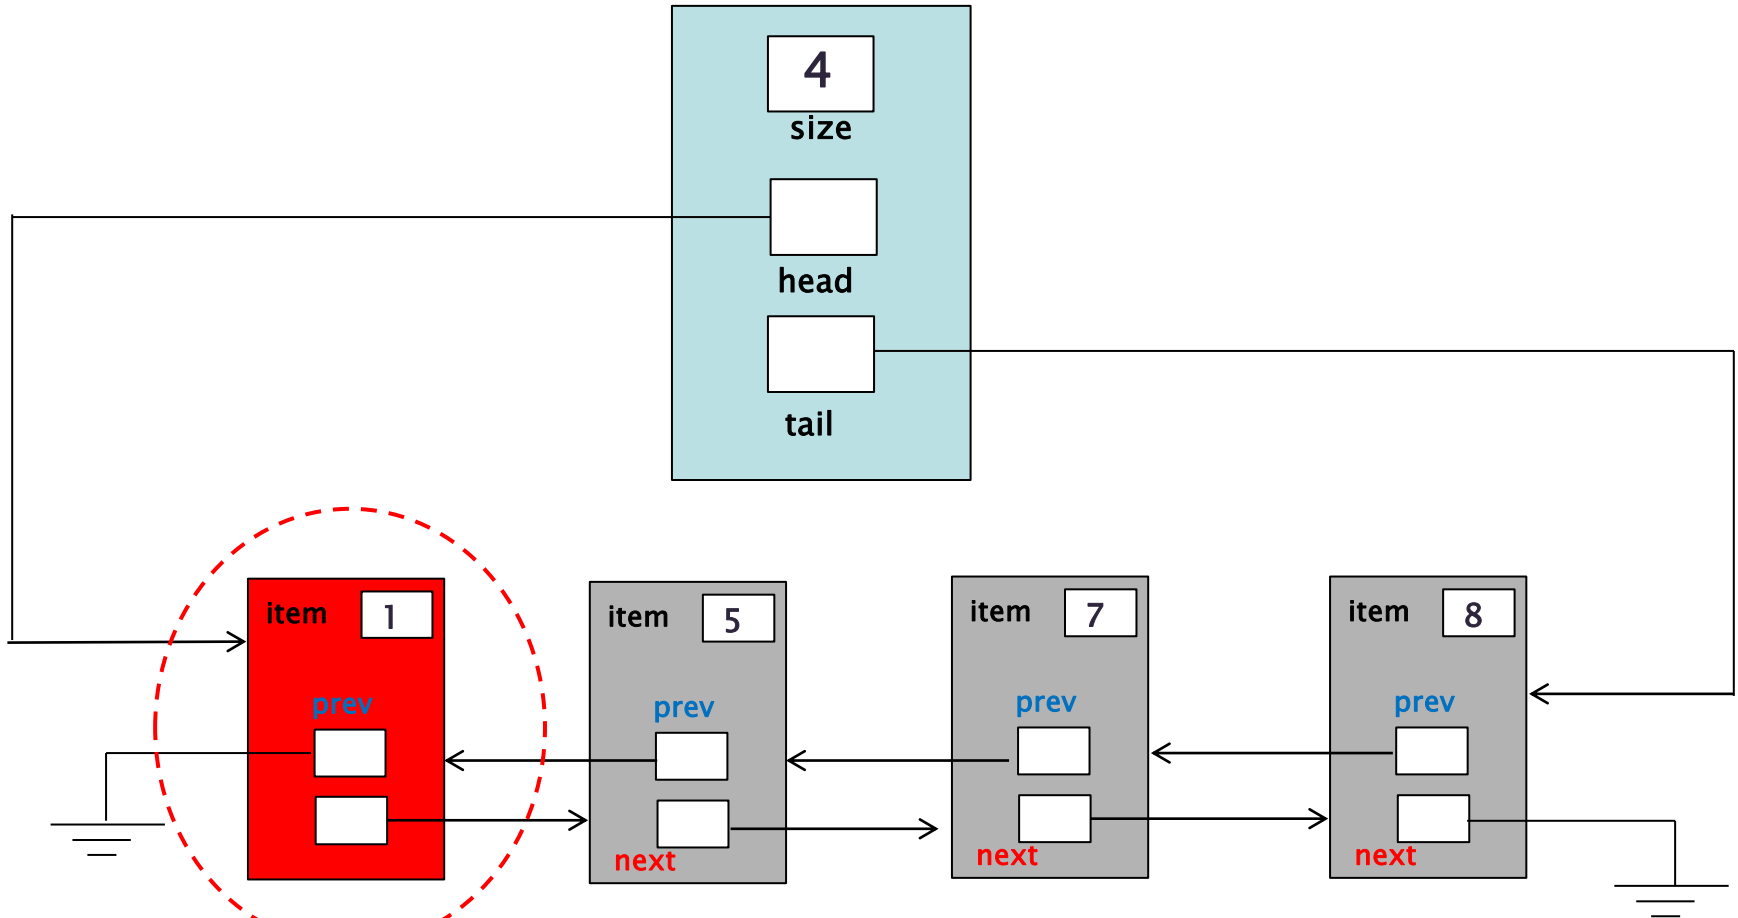 4
size
head
tail
item 1
prev
item 5
prev
next
item 7
prev
next
item 8
prev
next